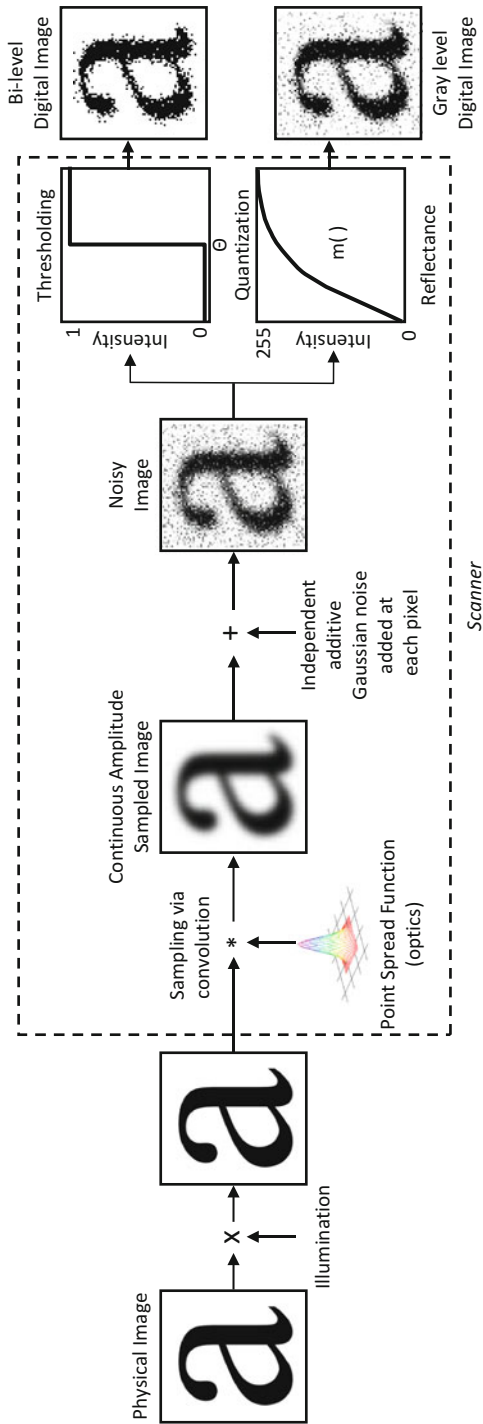 Physical Image
a
X
Illumination
a
Sampling via
convolution
*
Point Spread Function
(optics)
Continuous Amplitude
Sampled Image
a
+
Independent
additive
Gaussian noise
added at
each pixel
Noisy
Image
a
Thresholding
1
Intensity
0
Θ
Quantization
255
Intensity
m( )
0
Reflectance
Scanner
Bi-level
Digital Image
a
a
Gray level
Digital Image